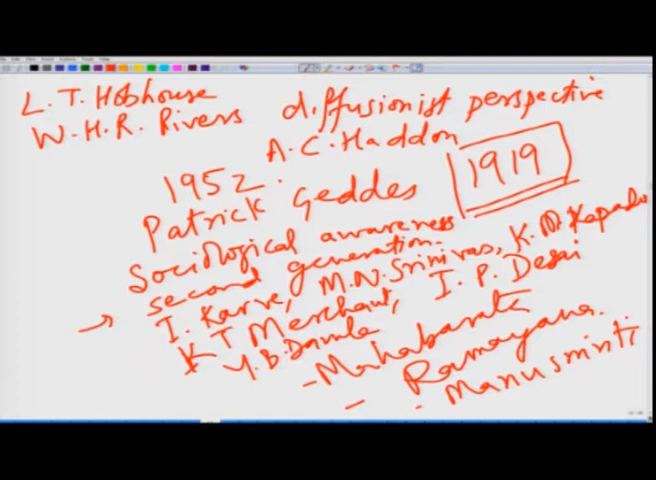 L. T. Hobhouse
W. H. R. Rivers diffusionist perspective
A. C. Haddon
1952.
1919
Patrick Geddes
Sociological awareness
second generation.
→ I. Karve, M.N. Srinivas, K. M. Kapadia
K T Merchant, I. P. Desai
Y. B. Damle
- Mahabarata
- Ramayana.
- Manusmriti